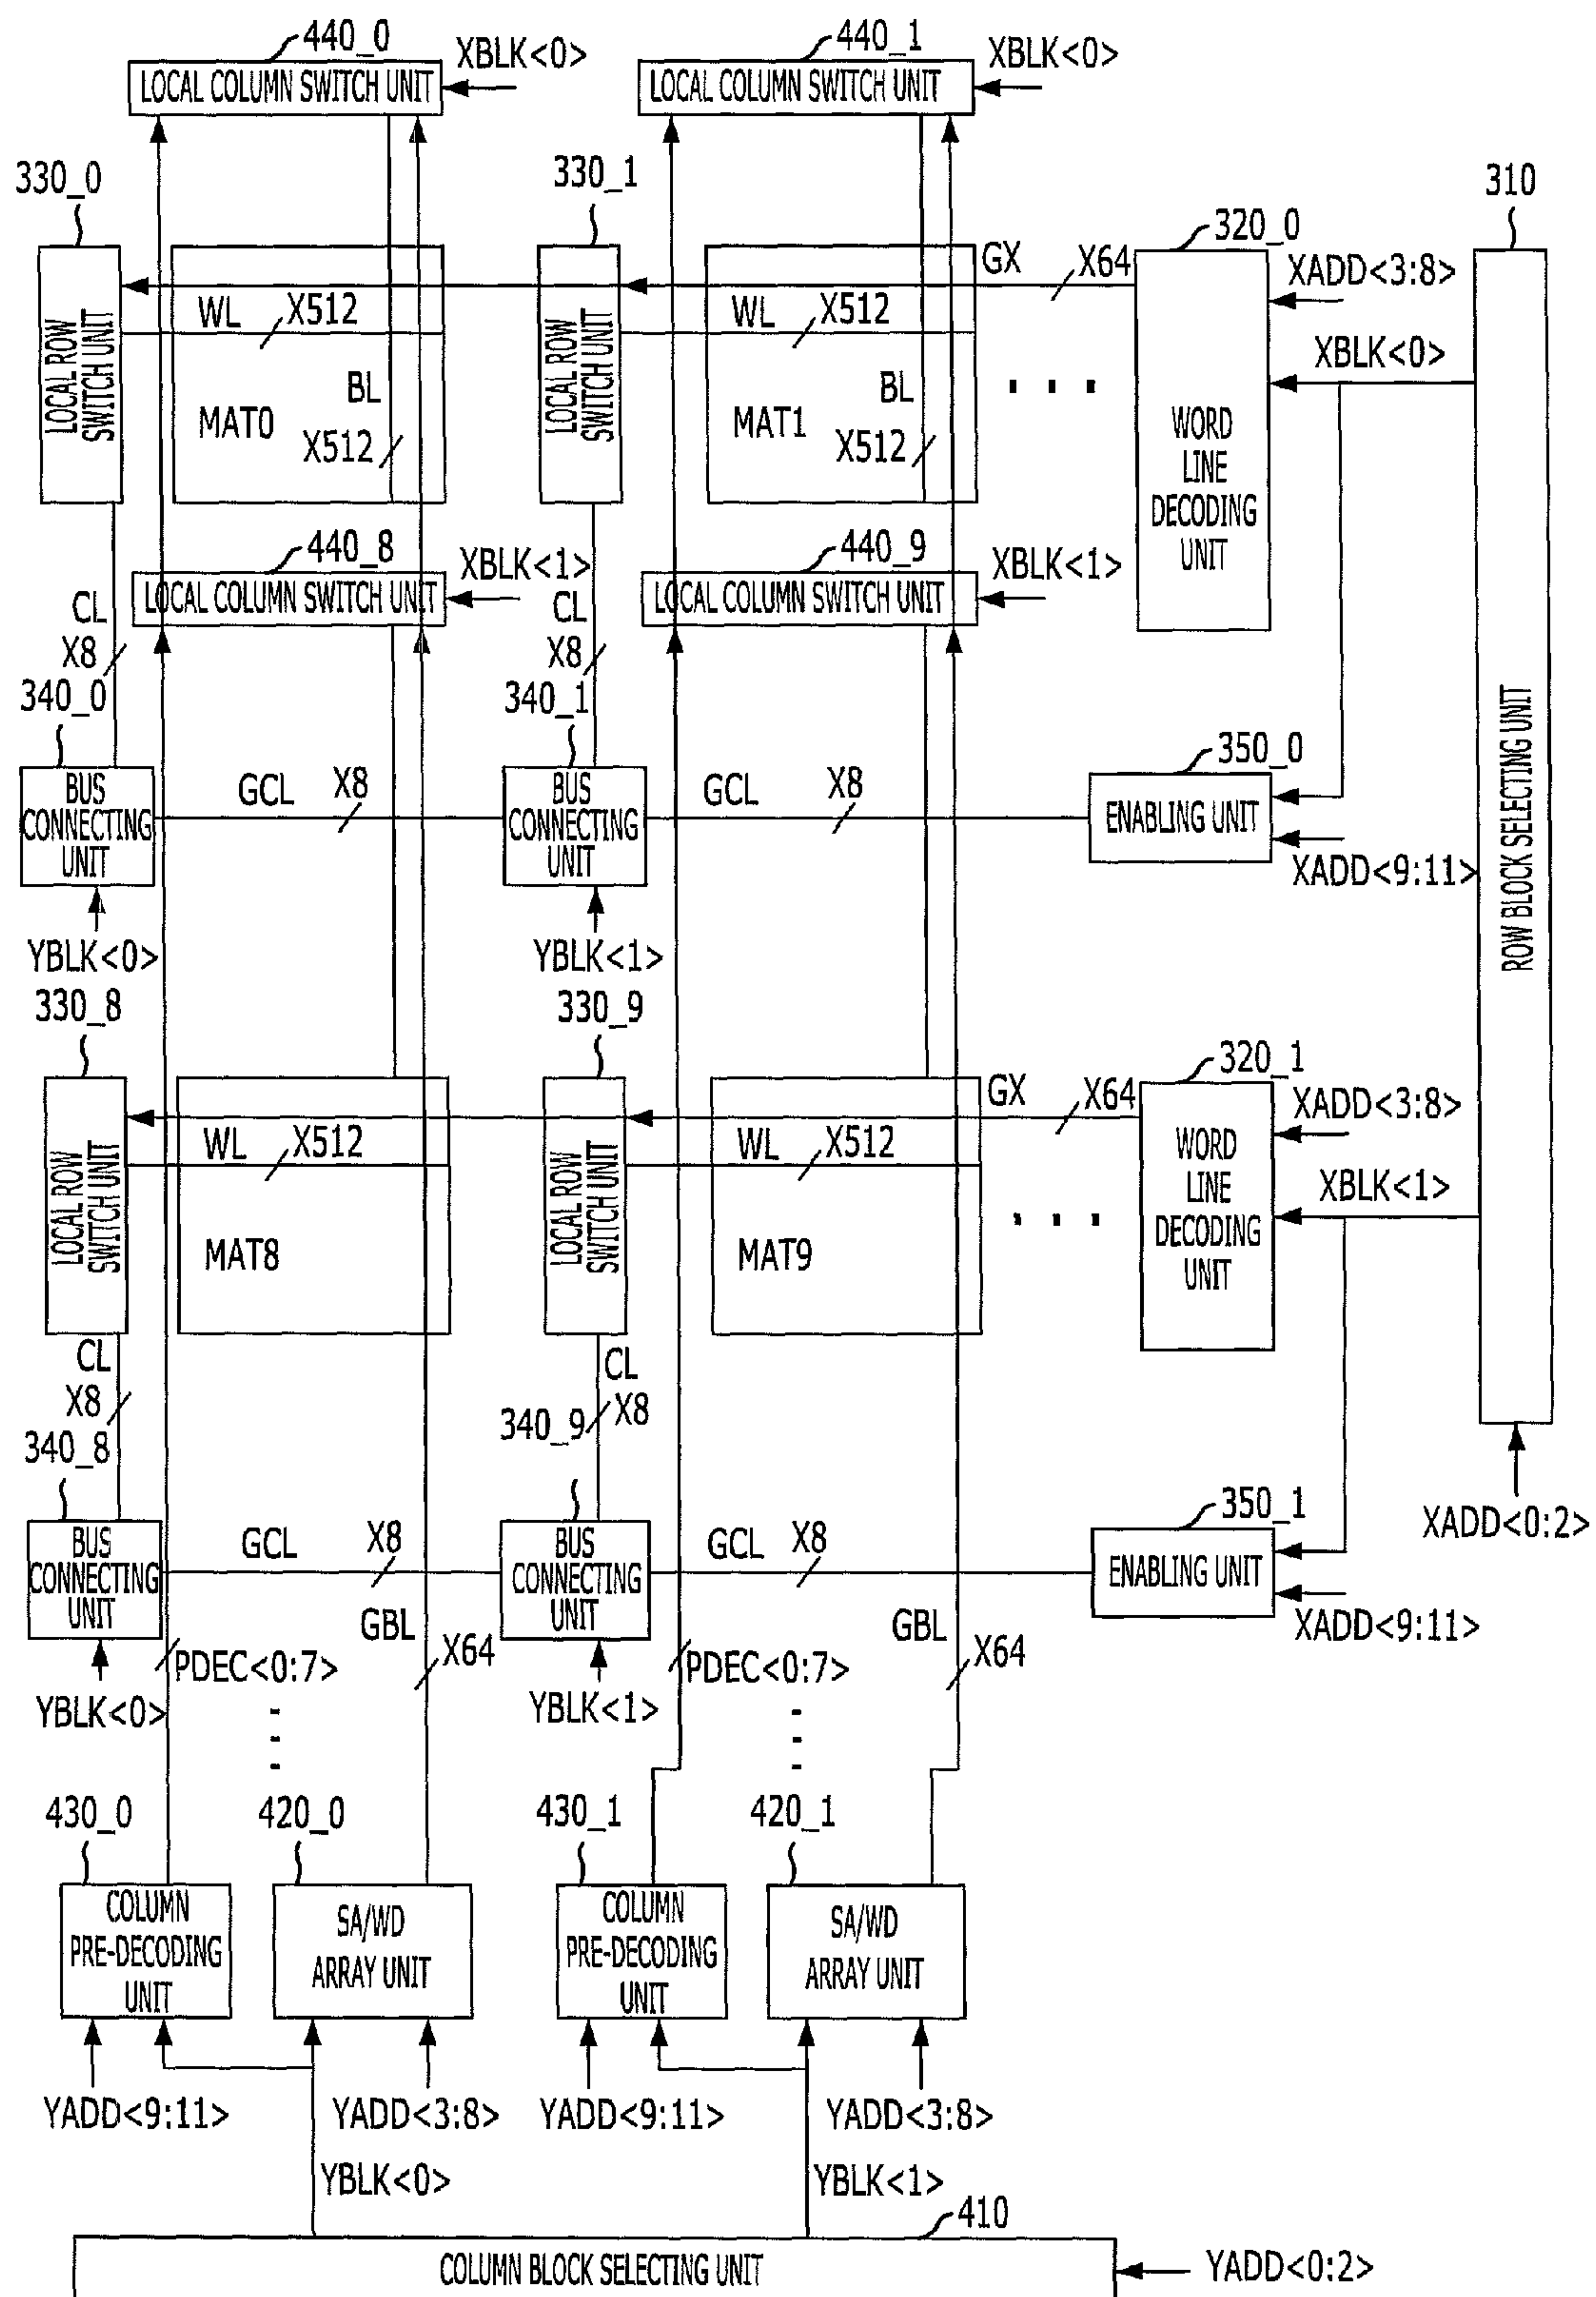 440_0
XBLK<0>
440_1
XBLK<0>
LOCAL COLUMN SWITCH UNIT
LOCAL COLUMN SWITCH UNIT
330_0
330_1
310
320_0
GX
X64
XADD<3:8>
WL
X512
WL
X512
LOCAL ROW
SWITCH UNIT
LOCAL ROW
SWITCH UNIT
XBLK<0>
BL
BL
MAT0
MAT1
X512
X512
. . .
WORD
LINE
DECODING
UNIT
440_8
XBLK<1>
440_9
XBLK<1>
LOCAL COLUMN SWITCH UNIT
LOCAL COLUMN SWITCH UNIT
CL
X8
CL
X8
340_0
340_1
ROW BLOCK SELECTING UNIT
350_0
BUS
CONNECTING
UNIT
GCL
X8
BUS
CONNECTING
UNIT
GCL
X8
ENABLING UNIT
XADD<9:11>
YBLK<0>
YBLK<1>
330_8
330_9
320_1
GX
X64
XADD<3:8>
WL
X512
WL
X512
LOCAL ROW
SWITCH UNIT
LOCAL ROW
SWITCH UNIT
XBLK<1>
MAT8
MAT9
. . .
WORD
LINE
DECODING
UNIT
CL
X8
CL
X8
340_8
340_9
350_1
XADD<0:2>
BUS
CONNECTING
UNIT
GCL
X8
BUS
CONNECTING
UNIT
GCL
X8
ENABLING UNIT
XADD<9:11>
GBL
X64
GBL
X64
PDEC<0:7>
PDEC<0:7>
YBLK<0>
YBLK<1>
430_0
420_0
430_1
420_1
COLUMN
PRE-DECODING
UNIT
SA/WD
ARRAY UNIT
COLUMN
PRE-DECODING
UNIT
SA/WD
ARRAY UNIT
YADD<9:11>
YADD<3:8>
YADD<9:11>
YADD<3:8>
YBLK<0>
YBLK<1>
410
COLUMN BLOCK SELECTING UNIT
YADD<0:2>